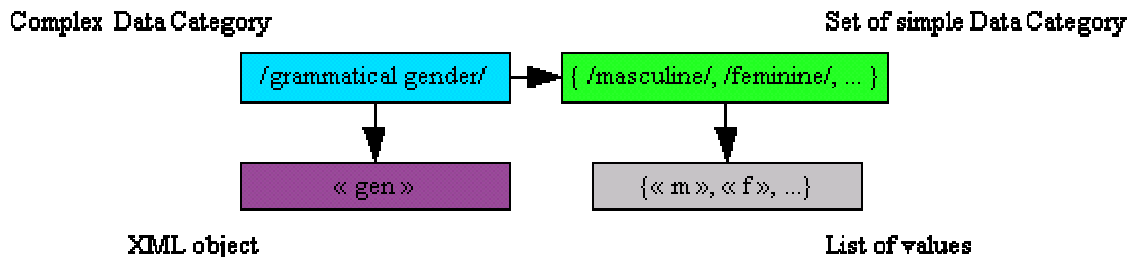 Complex Data Category
Set of simple Data Category
/grammatical gender/
{ /masculine/, /feminine/, ... }
« gen »
{« m », « f », ...}
XML object
List of values